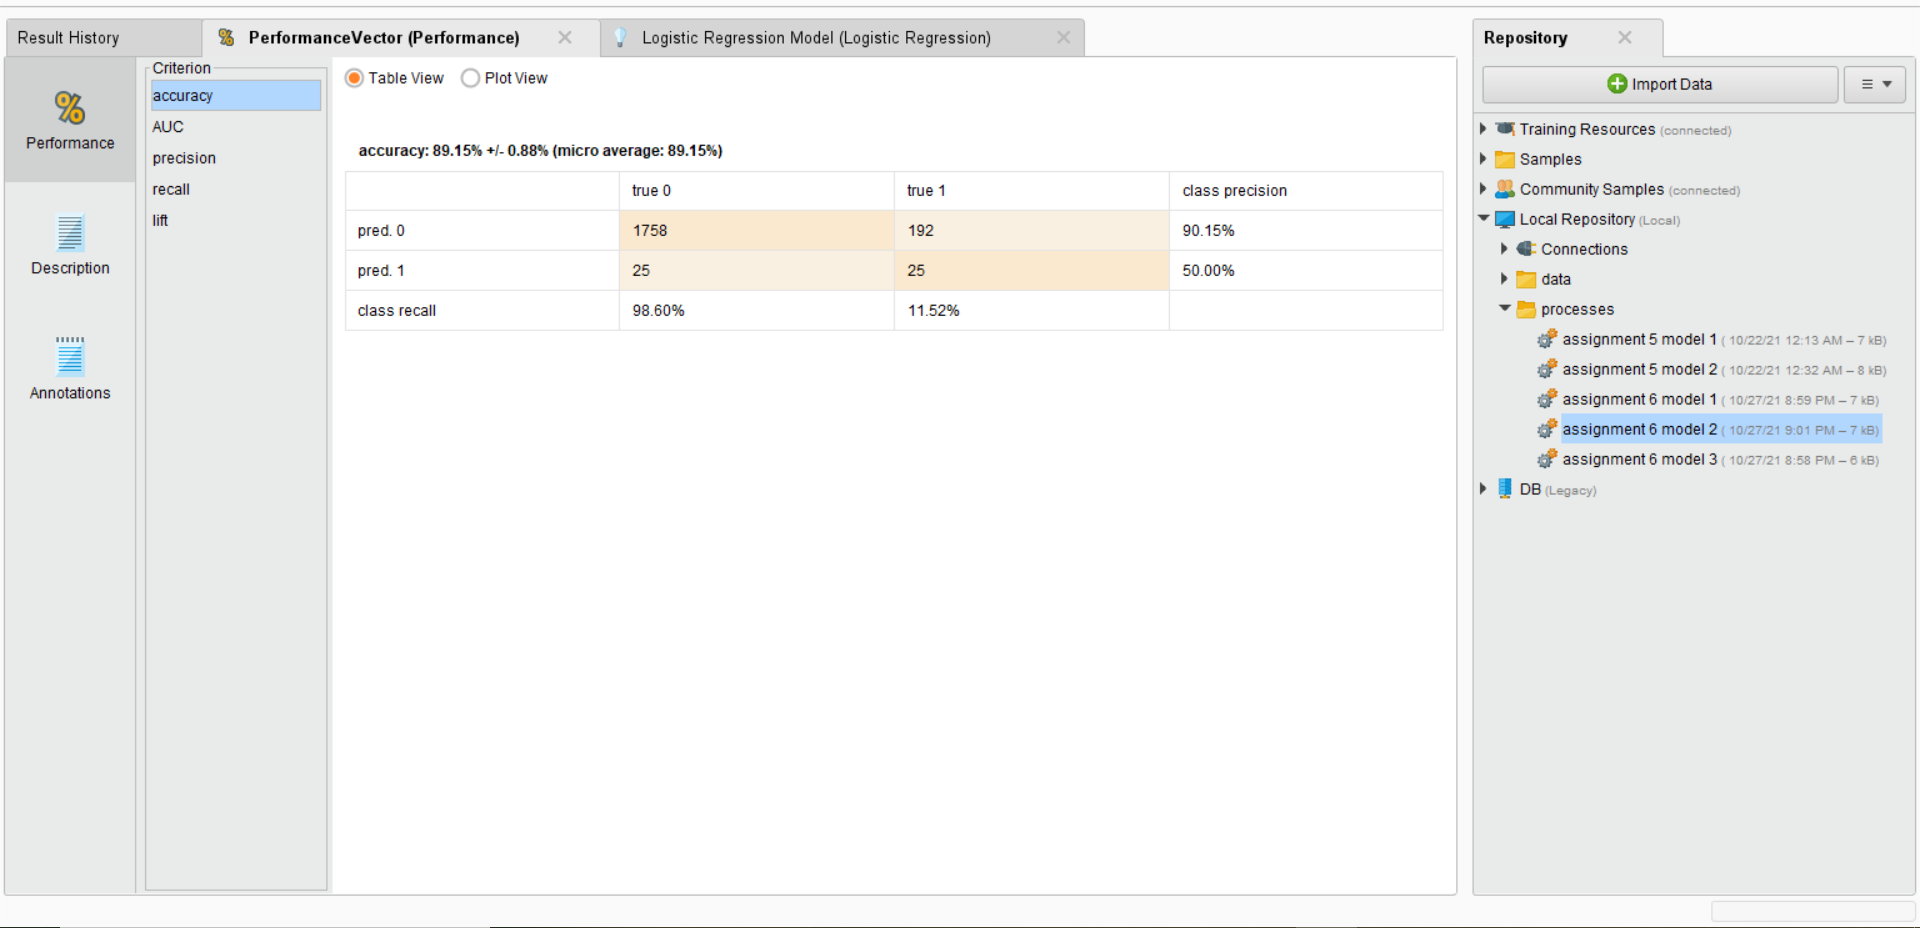 Result History
PerformanceVector (Performance)
Logistic Regression Model (Logistic Regression)
Performance
Description
Annotations
Criterion
accuracy
AUC
precision
recall
lift
Table View Plot View
accuracy: 89.15% +/- 0.88% (micro average: 89.15%)
true 0 true 1 class precision
pred. 0 1758 192 90.15%
pred. 1 25 25 50.00%
class recall 98.60% 11.52%
Repository
Import Data
Training Resources (connected)
Samples
Community Samples (connected)
Local Repository (Local)
Connections
data
processes
assignment 5 model 1 ( 10/22/21 12:13 AM – 7 kB)
assignment 5 model 2 ( 10/22/21 12:32 AM – 8 kB)
assignment 6 model 1 ( 10/27/21 8:59 PM – 7 kB)
assignment 6 model 2 ( 10/27/21 9:01 PM – 7 kB)
assignment 6 model 3 ( 10/27/21 8:58 PM – 6 kB)
DB (Legacy)